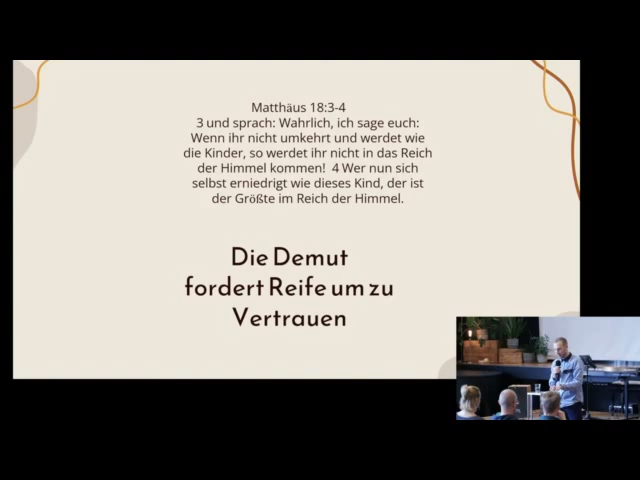 Matthäus 18:3-4
3 und sprach: Wahrlich, ich sage euch:
Wenn ihr nicht umkehrt und werdet wie
die Kinder, so werdet ihr nicht in das Reich
der Himmel kommen! 4 Wer nun sich
selbst erniedrigt wie dieses Kind, der ist
der Größte im Reich der Himmel.
Die Demut
fordert Reife um zu
Vertrauen